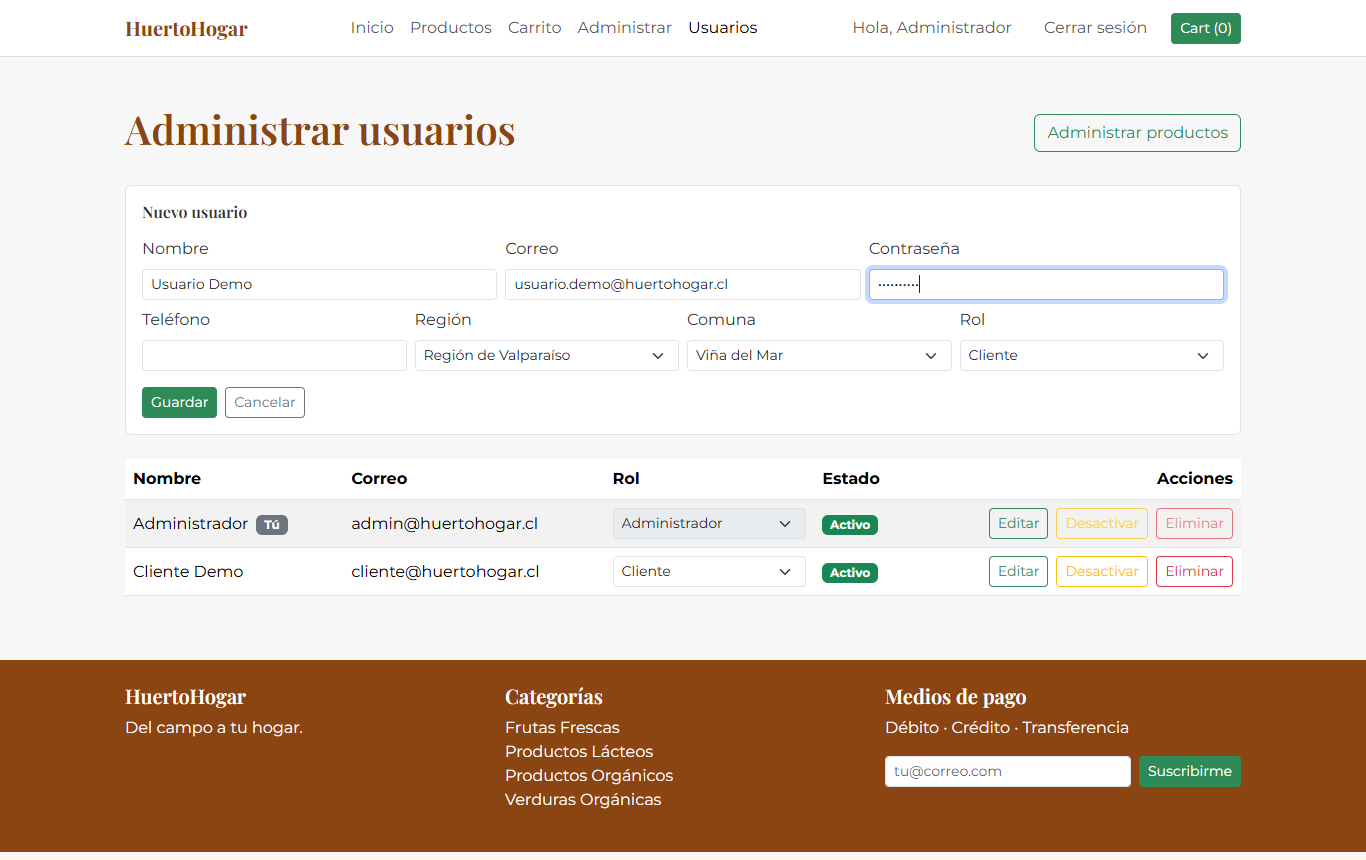 HuertoHogar Inicio Productos Carrito Administrar Usuarios Hola, Administrador Cerrar sesión Cart (0)
Administrar usuarios Administrar productos
Nuevo usuario
Nombre Correo Contraseña
Usuario Demo usuario.demo@huertohogar.cl ··········
Teléfono Región Comuna Rol
Región de Valparaíso Viña del Mar Cliente
Guardar Cancelar
Nombre Correo Rol Estado Acciones
Administrador Tú admin@huertohogar.cl Administrador Activo Editar Desactivar Eliminar
Cliente Demo cliente@huertohogar.cl Cliente Activo Editar Desactivar Eliminar
HuertoHogar Categorías Medios de pago
Del campo a tu hogar. Frutas Frescas Débito · Crédito · Transferencia
Productos Lácteos
tu@correo.com Suscribirme
Productos Orgánicos
Verduras Orgánicas